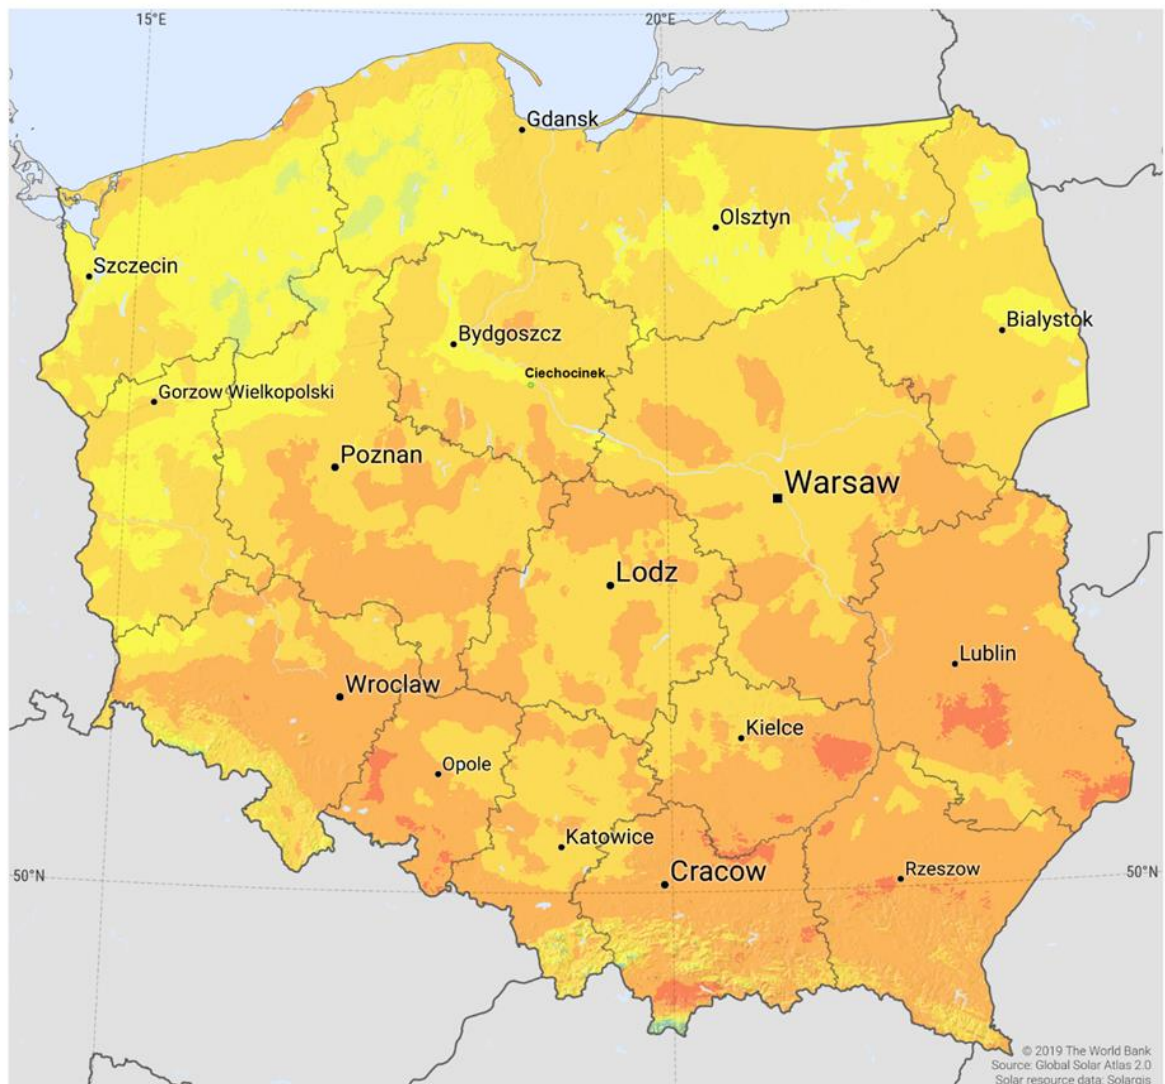 15°E
20°E
Gdansk
Olsztyn
Szczecin
Bialystok
Bydgoszcz
Ciechocinek
Gorzow Wielkopolski
Poznan
Warsaw
Lodz
Lublin
Wroclaw
Kielce
Opole
Katowice
Cracow
Rzeszow
50°N
50°N
© 2019 The World Bank
Source: Global Solar Atlas 2.0
Solar resource data: Solargis